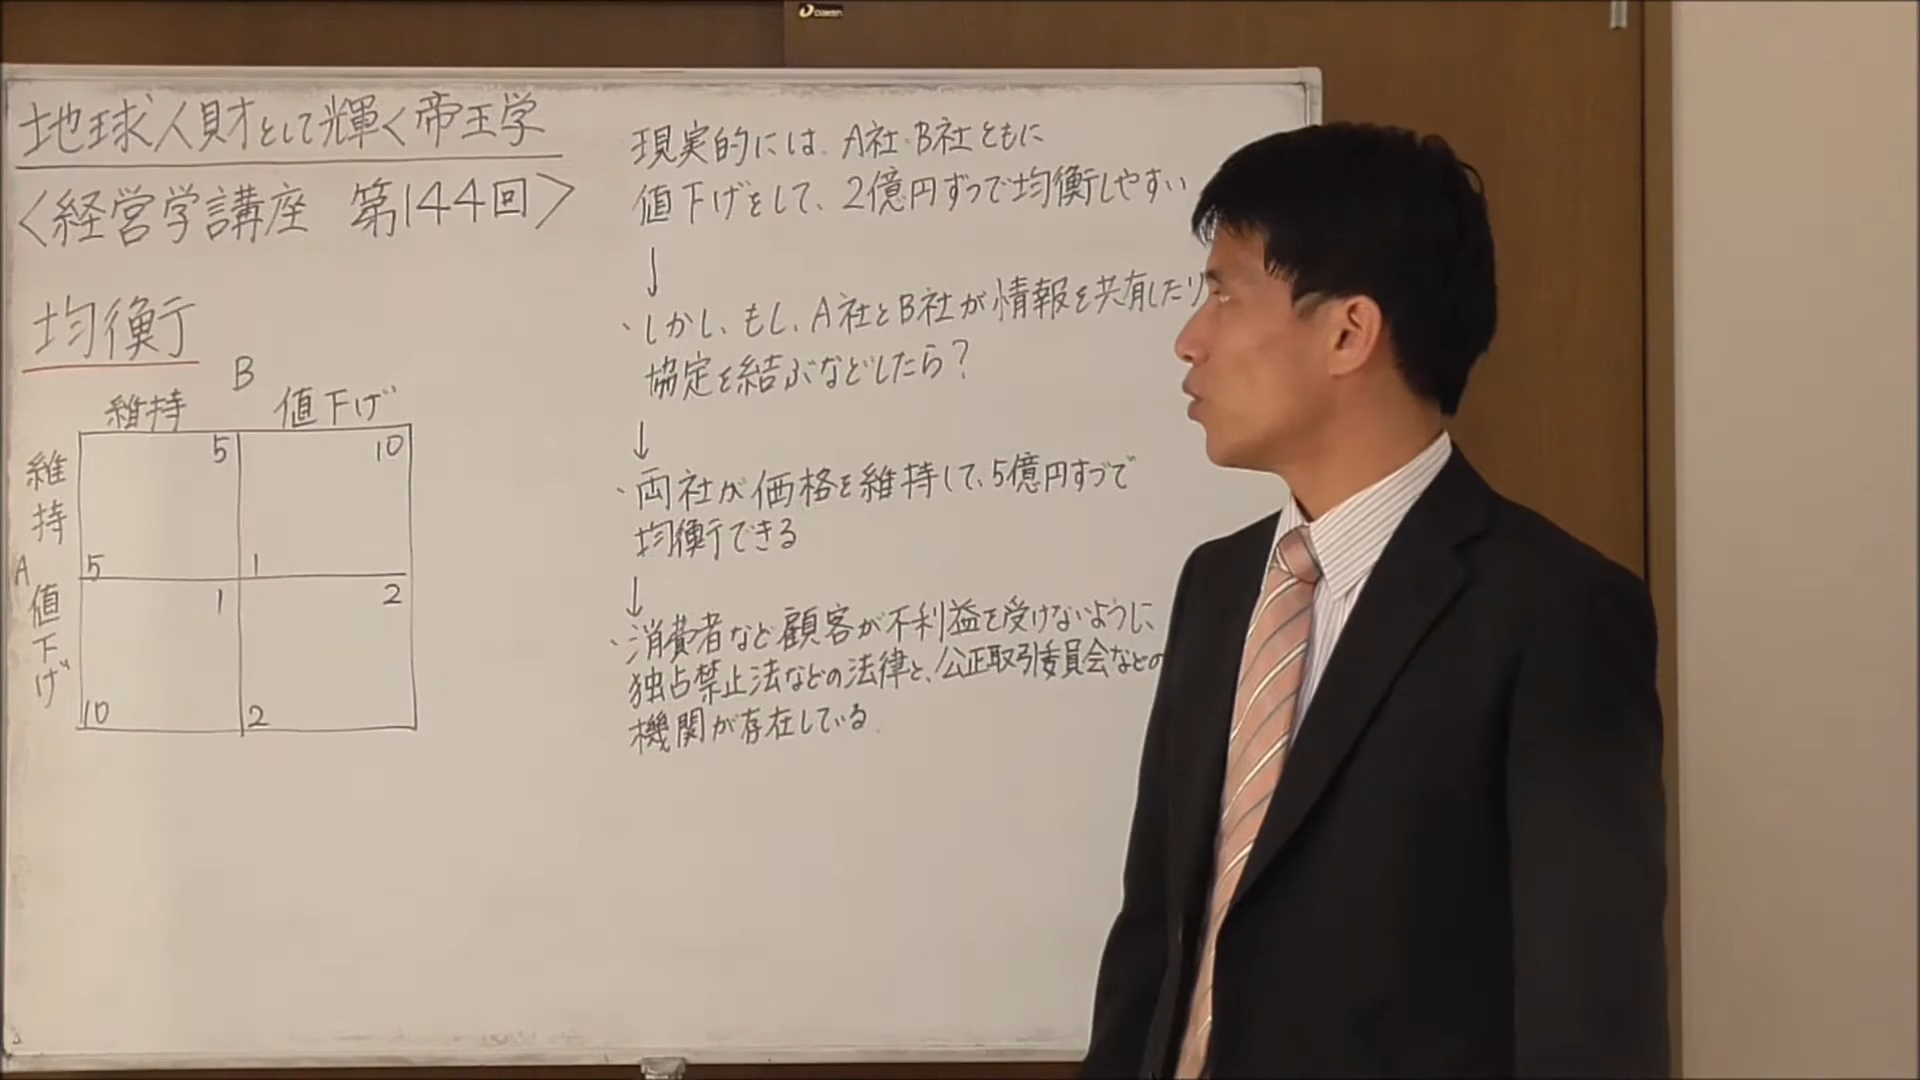 地球人財として輝く帝王学
<経営学講座 第144回>
均衡
B
維持 値下げ
維持
A
値下げ
5 10
5 1
1 2
10 2
現実的には、A社・B社ともに
値下げをして、2億円ずつで均衡しやすい
↓
・しかし、もし、A社とB社が情報を共有したり
協定を結ぶなどしたら?
↓
・両社が価格を維持して、5億円ずつで
均衡できる
↓
・消費者など顧客が不利益を受けないように、
独占禁止法などの法律と、公正取引委員会などの
機関が存在している。